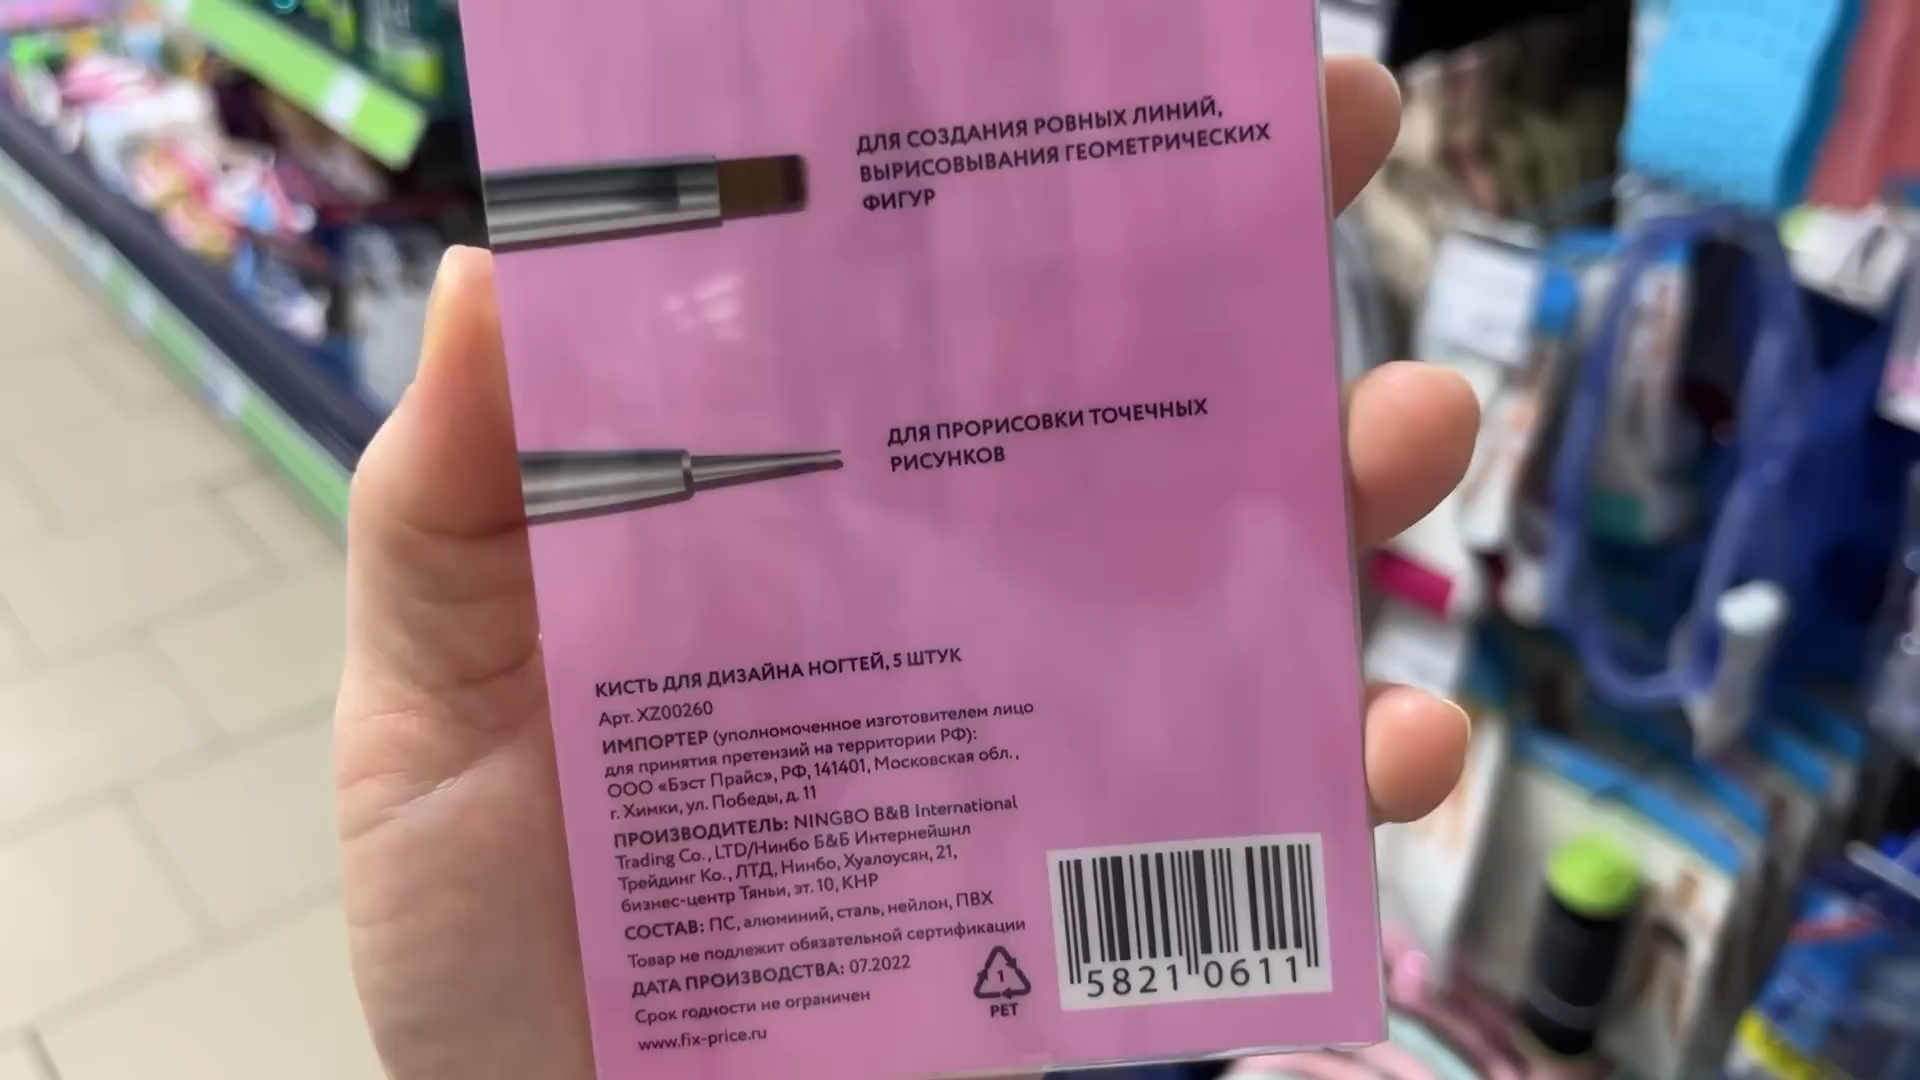 ДЛЯ СОЗДАНИЯ РОВНЫХ ЛИНИЙ,
ВЫРИСОВЫВАНИЯ ГЕОМЕТРИЧЕСКИХ
ФИГУР
ДЛЯ ПРОРИСОВКИ ТОЧЕЧНЫХ
РИСУНКОВ
КИСТЬ ДЛЯ ДИЗАЙНА НОГТЕЙ, 5 ШТУК
Арт. XZ00260
ИМПОРТЕР (уполномоченное изготовителем лицо
для принятия претензий на территории РФ):
ООО «Бэст Прайс», РФ, 141401, Московская обл.,
г. Химки, ул. Победы, д. 11
ПРОИЗВОДИТЕЛЬ: NINGBO B&B International
Trading Co., LTD/Нинбо Б&Б Интернейшнл
Трейдинг Ко., ЛТД, Нинбо, Хуалоусян, 21,
бизнес-центр Тяньи, эт. 10, КНР
СОСТАВ: ПС, алюминий, сталь, нейлон, ПВХ
Товар не подлежит обязательной сертификации
ДАТА ПРОИЗВОДСТВА: 07.2022
Срок годности не ограничен
www.fix-price.ru
1
PET
5821 0611